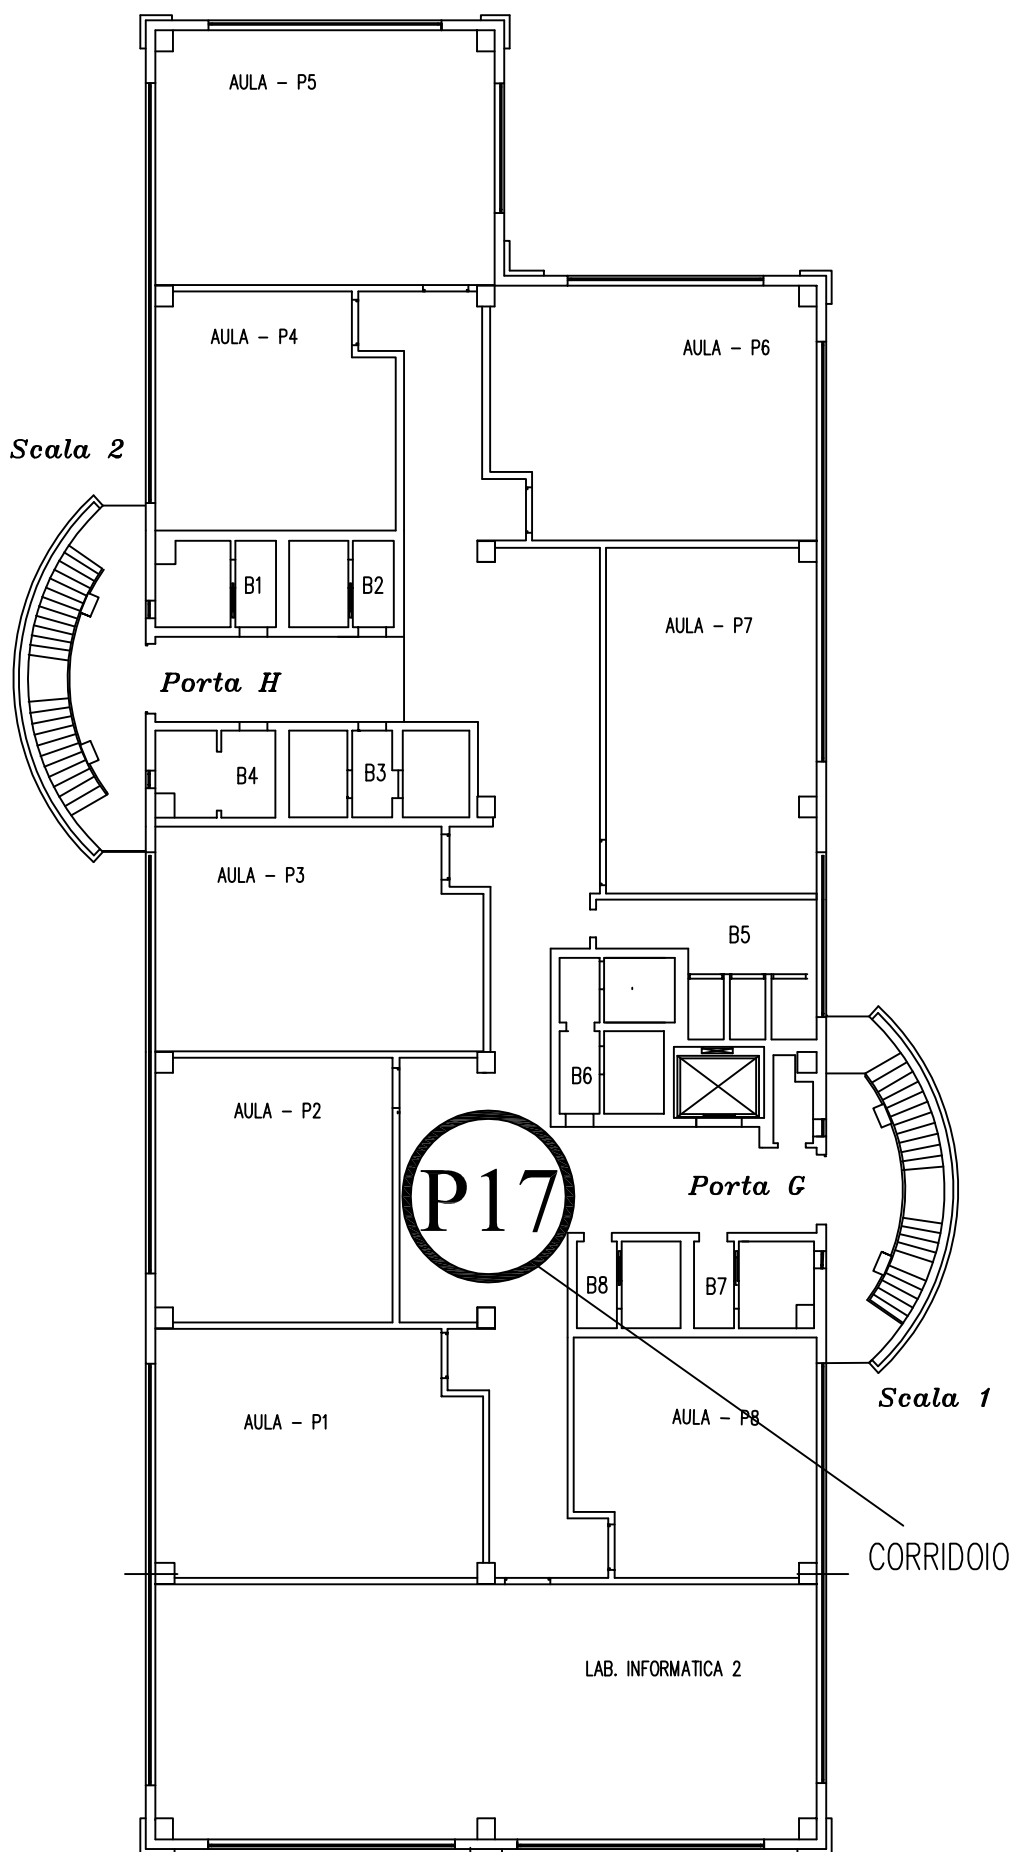 AULA - P5
AULA - P4
AULA - P6
Scala 2
B1
B2
AULA - P7
Porta H
B4
B3
AULA - P3
B5
B6
AULA - P2
P17
Porta G
B8
B7
Scala 1
AULA - P1
AULA - P8
CORRIDOIO
LAB. INFORMATICA 2